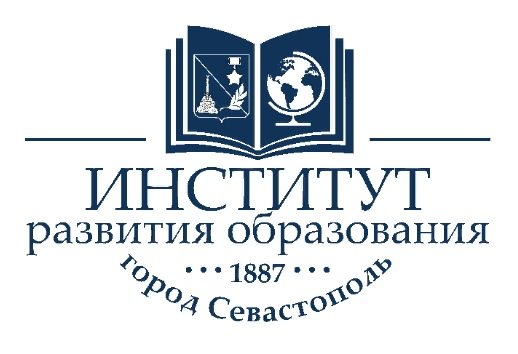 ИНСТИТУТ
развития образования
··· 1887 ···
город Севастополь